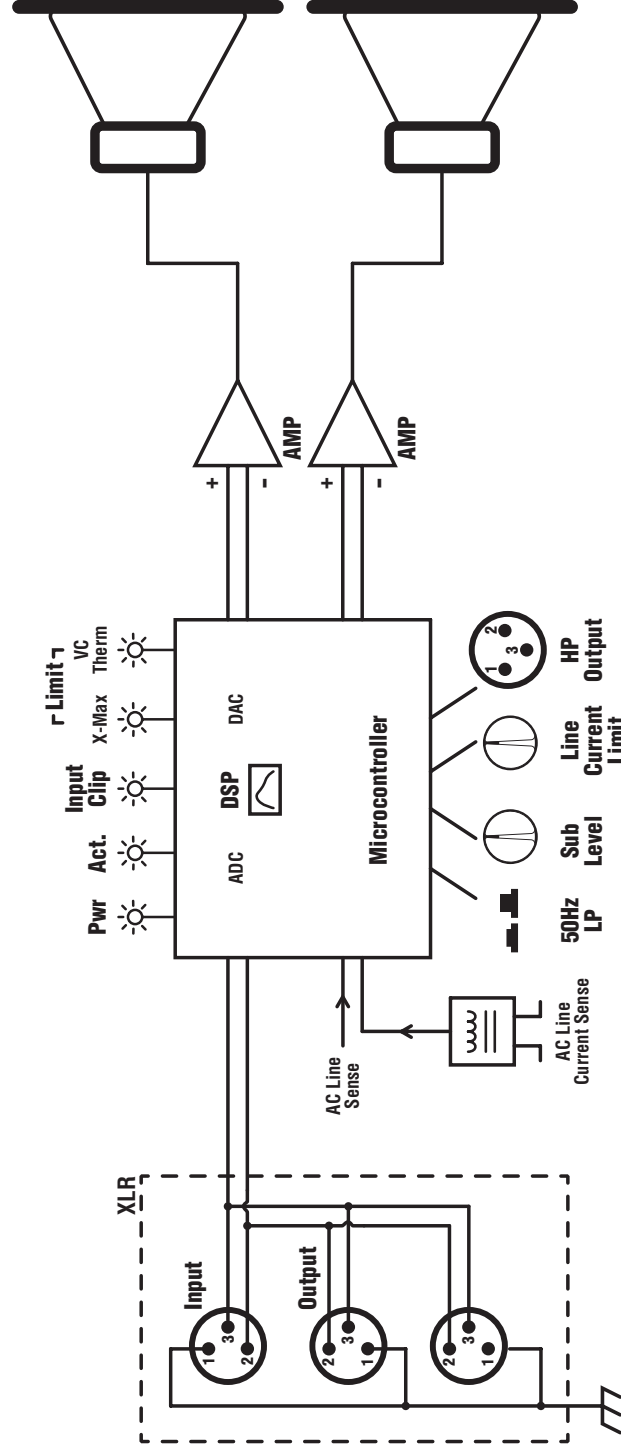 XLR
Input
1
3
2
Output
2
3
1
2
3
1
AC Line
Sense
AC Line
Current Sense
Pwr
Act.
Input
Clip
Limit
X-Max
VC
Therm
ADC
DSP
DAC
Microcontroller
50Hz
LP
Sub
Level
Line
Current
Limit
1
2
3
HP
Output
+
-
AMP
+
-
AMP